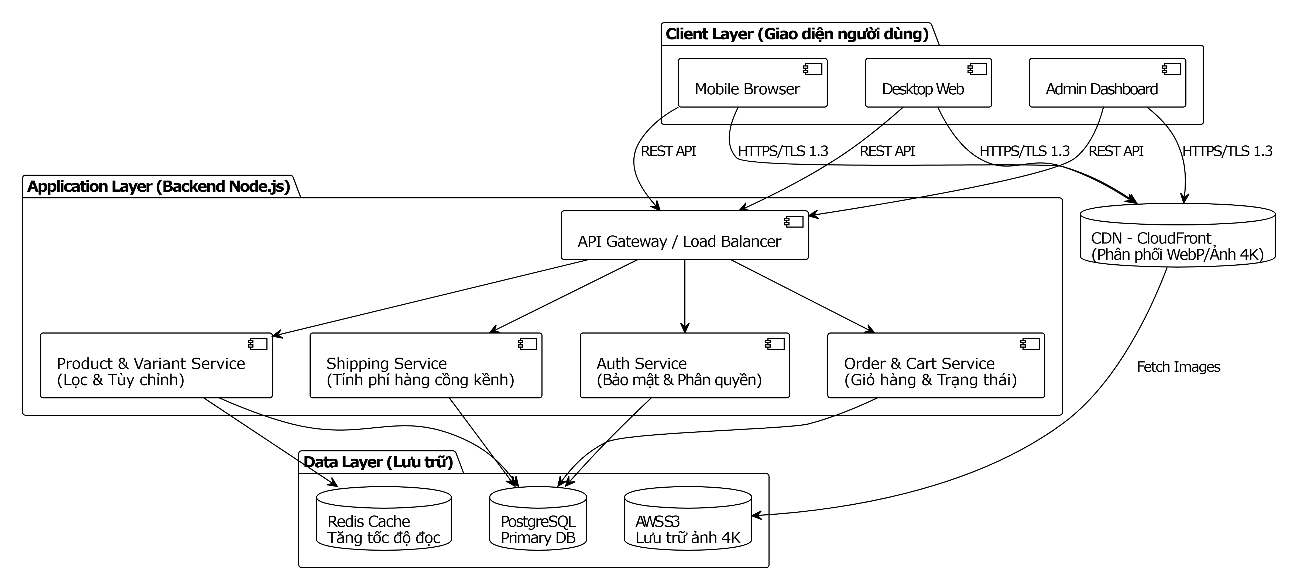 Client Layer (Giao diện người dùng)
Mobile Browser
Desktop Web
Admin Dashboard
REST API
HTTPS/TLS 1.3
REST API
HTTPS/TLS 1.3
REST API
HTTPS/TLS 1.3
Application Layer (Backend Node.js)
API Gateway / Load Balancer
CDN - CloudFront
(Phân phối WebP/Ảnh 4K)
Product & Variant Service
(Lọc & Tùy chỉnh)
Shipping Service
(Tính phí hàng cồng kềnh)
Auth Service
(Bảo mật & Phân quyền)
Order & Cart Service
(Giỏ hàng & Trạng thái)
Fetch Images
Data Layer (Lưu trữ)
Redis Cache
Tăng tốc độ đọc
PostgreSQL
Primary DB
AWSS3
Lưu trữ ảnh 4K